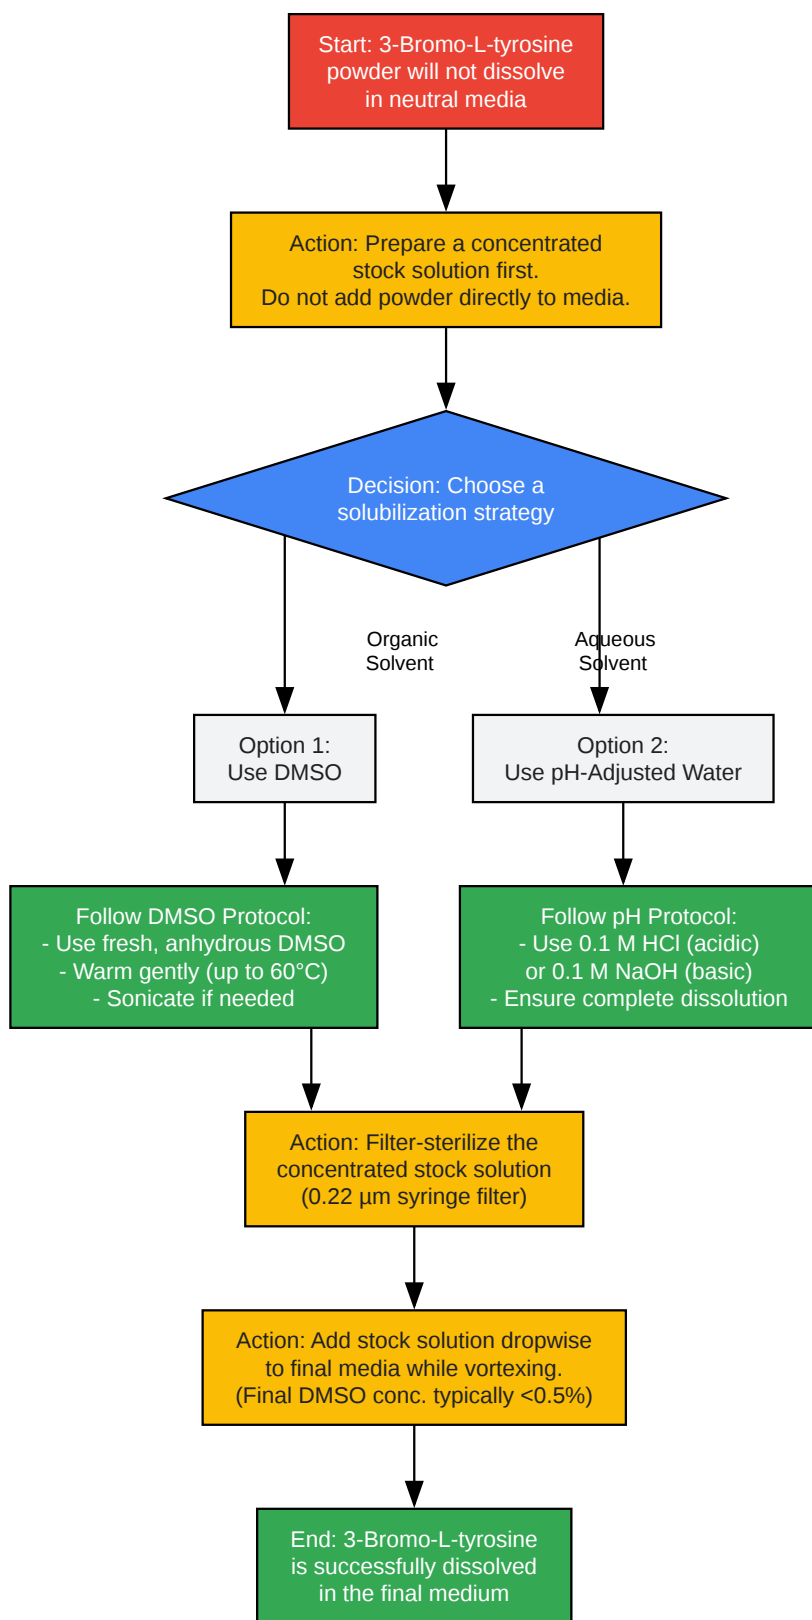 Start: 3-Bromo-L-tyrosine
powder will not dissolve
in neutral media
Action: Prepare a concentrated
stock solution first.
Do not add powder directly to media.
Decision: Choose a
solubilization strategy
Organic
Solvent
Aqueous
Solvent
Option 1:
Use DMSO
Option 2:
Use pH-Adjusted Water
Follow DMSO Protocol:
- Use fresh, anhydrous DMSO
- Warm gently (up to 60°C)
- Sonicate if needed
Follow pH Protocol:
- Use 0.1 M HCl (acidic)
or 0.1 M NaOH (basic)
- Ensure complete dissolution
Action: Filter-sterilize the
concentrated stock solution
(0.22 µm syringe filter)
Action: Add stock solution dropwise
to final media while vortexing.
(Final DMSO conc. typically <0.5%)
End: 3-Bromo-L-tyrosine
is successfully dissolved
in the final medium